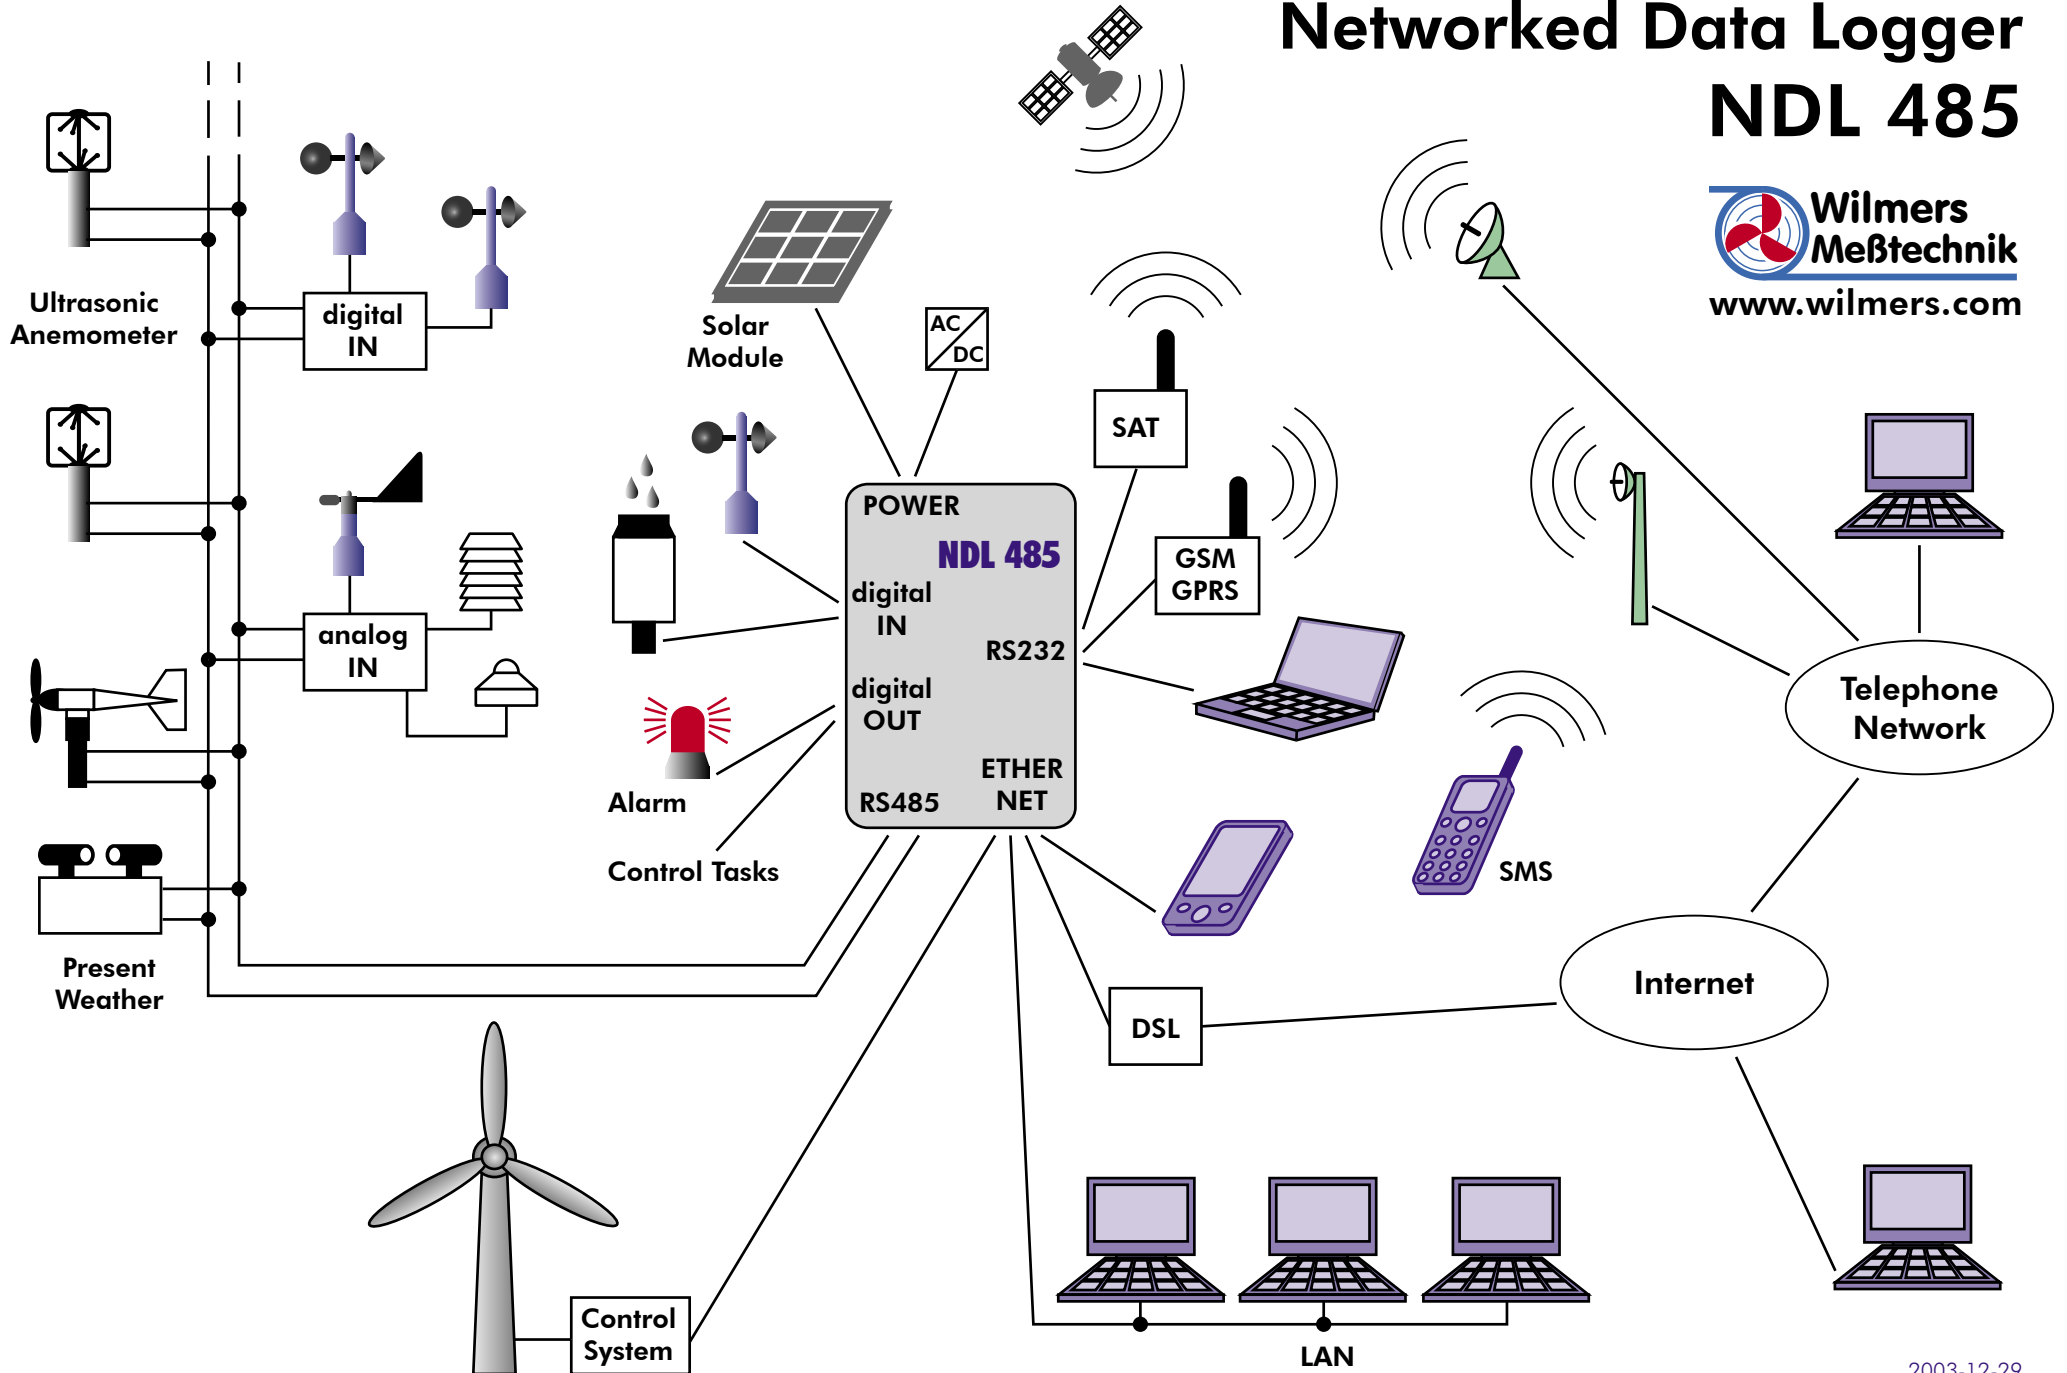 Networked Data Logger
NDL 485
Wilmers
Meßtechnik
www.wilmers.com
Ultrasonic
Anemometer
digital
IN
Solar
Module
AC
DC
SAT
GSM
GPRS
POWER
NDL 485
digital
IN
RS232
digital
OUT
ETHER
NET
RS485
analog
IN
Alarm
Control Tasks
Present
Weather
Telephone
Network
SMS
Internet
DSL
Control
System
LAN
2003-12-29